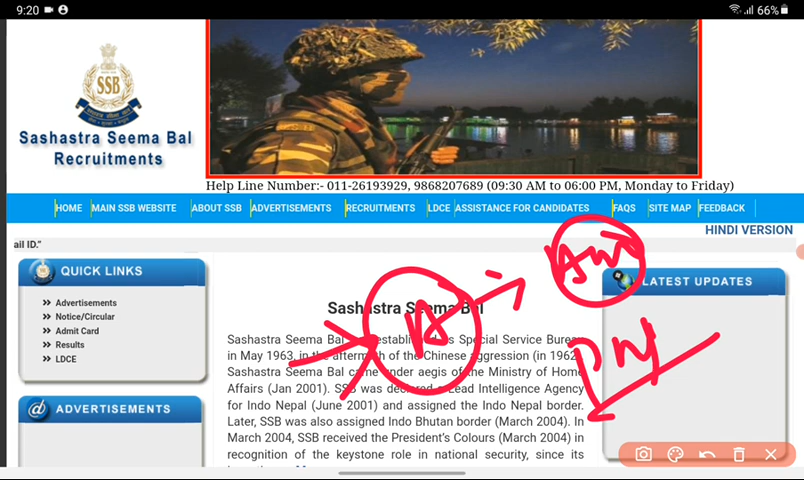 9:20
66%
SSB
Sashastra Seema Bal
Recruitments
Help Line Number:- 011-26193929, 9868207689 (09:30 AM to 06:00 PM, Monday to Friday)
HOME MAIN SSB WEBSITE ABOUT SSB ADVERTISEMENTS RECRUITMENTS LDCE ASSISTANCE FOR CANDIDATES FAQS SITE MAP FEEDBACK
HINDI VERSION
ail ID."
QUICK LINKS
Advertisements
Notice/Circular
Admit Card
Results
LDCE
ADVERTISEMENTS
Sashastra Seema Bal
Sashastra Seema Bal established as Special Service Bureau
in May 1963, in the aftermath of the Chinese aggression (in 1962
Sashastra Seema Bal came under aegis of the Ministry of Home
Affairs (Jan 2001). SSB was declared Lead Intelligence Agency
for Indo Nepal (June 2001) and assigned the Indo Nepal border.
Later, SSB was also assigned Indo Bhutan border (March 2004). In
March 2004, SSB received the President's Colours (March 2004) in
recognition of the keystone role in national security, since its
LATEST UPDATES